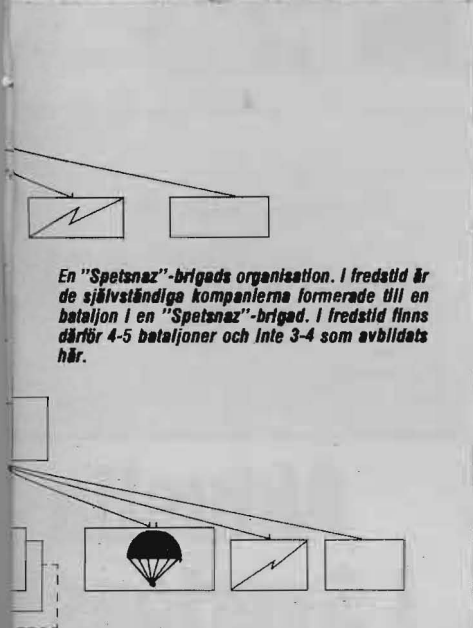 En "Spetsnaz"-brigads organisation. I fredstid är
de självständiga kompanierna formerade till en
bataljon i en "Spetsnaz"-brigad. I fredstid finns
därför 4-5 bataljoner och inte 3-4 som avbildats
här.